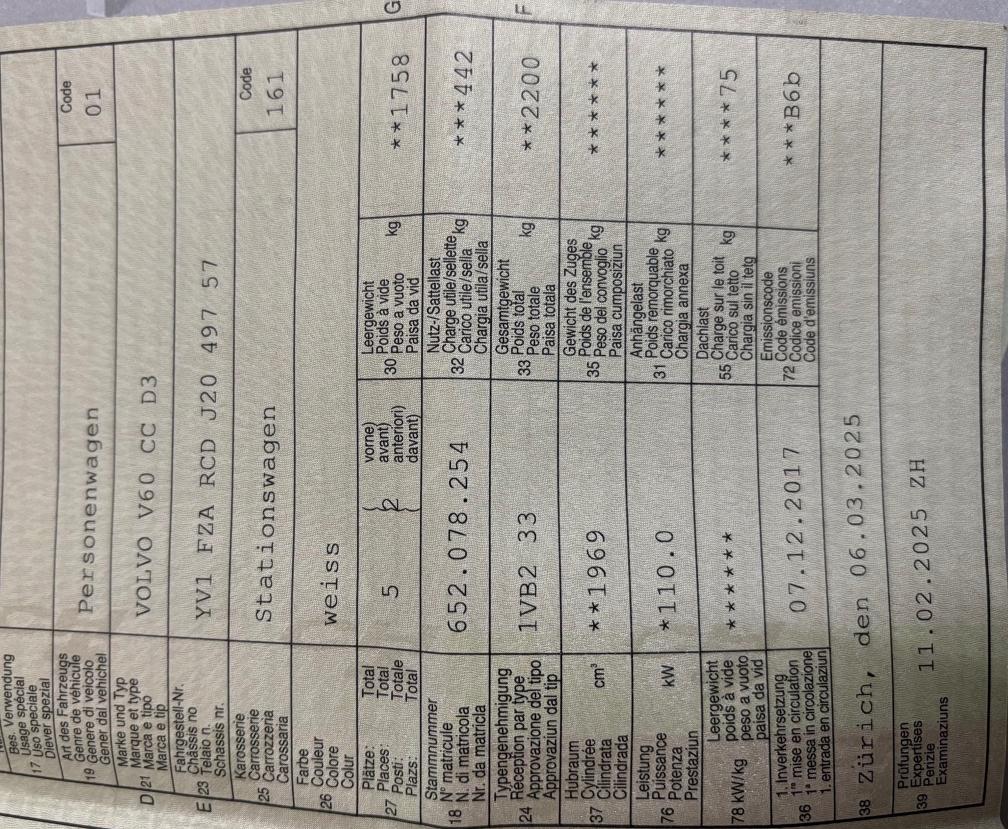 Bes. Verwendung
Usage spécial
17 Uso speciale
Diever spezial
Art des Fahrzeugs
Genre de véhicule
19 Genere di veicolo
Gener dal vehichel
Personenwagen
Code
01
Marke und Typ
D 21 Marque et type
Marca e tipo
Marca e tip
VOLVO V60 CC D3
Fahrgestell-Nr.
E 23 Châssis no
Telaio n.
Schassis nr.
YV1 FZA RCD J20 497 57
Karosserie
25 Carrosserie
Carrozzeria
Carossaria
Stationswagen
Code
161
Farbe
26 Couleur
Colore
Colur
weiss
Plätze: Total
27 Places: Total
Posti: Totale
Plazs: Total
5
{2
vorne)
avant)
anteriori)
davant)
Leergewicht
30 Poids à vide
Peso a vuoto kg
Paisa da vid
**1758
G
Stammnummer
18 N° matricule
N. di matricola
Nr. da matricla
652.078.254
Nutz-/Sattellast
32 Charge utile/sellette
Carico utile/sella kg
Chargia utila/sella
***442
Typengenehmigung
24 Réception par type
Approvazione del tipo
Approvaziun dal tip
1VB2 33
Gesamtgewicht
33 Poids total kg
Peso totale
Paisa totala
**2200
F
Hubraum
37 Cylindrée cm³
Cilindrata
Cilindrada
**1969
Gewicht des Zuges
35 Poids de l'ensemble
Peso del convoglio kg
Paisa cumposiziun
******
Leistung
76 Puissance kW
Potenza
Prestaziun
*110.0
Anhängelast
31 Poids remorquable
Carico rimorchiato kg
Chargia annexa
******
Leergewicht
78 kW/kg poids à vide
peso a vuoto
paisa da vid
******
Dachlast
55 Charge sur le toit kg
Carico sul tetto
Chargia sin il tetg
****75
1. Inverkehrsetzung
36 1re mise en circulation
1a messa in circolazione
1. entrada en circulaziun
07.12.2017
Emissionscode
72 Code émissions
Codice emissioni
Code d'emissiuns
***B6b
38 Zürich, den 06.03.2025
Prüfungen
39 Expertises
Perizie
Examinaziuns
11.02.2025 ZH